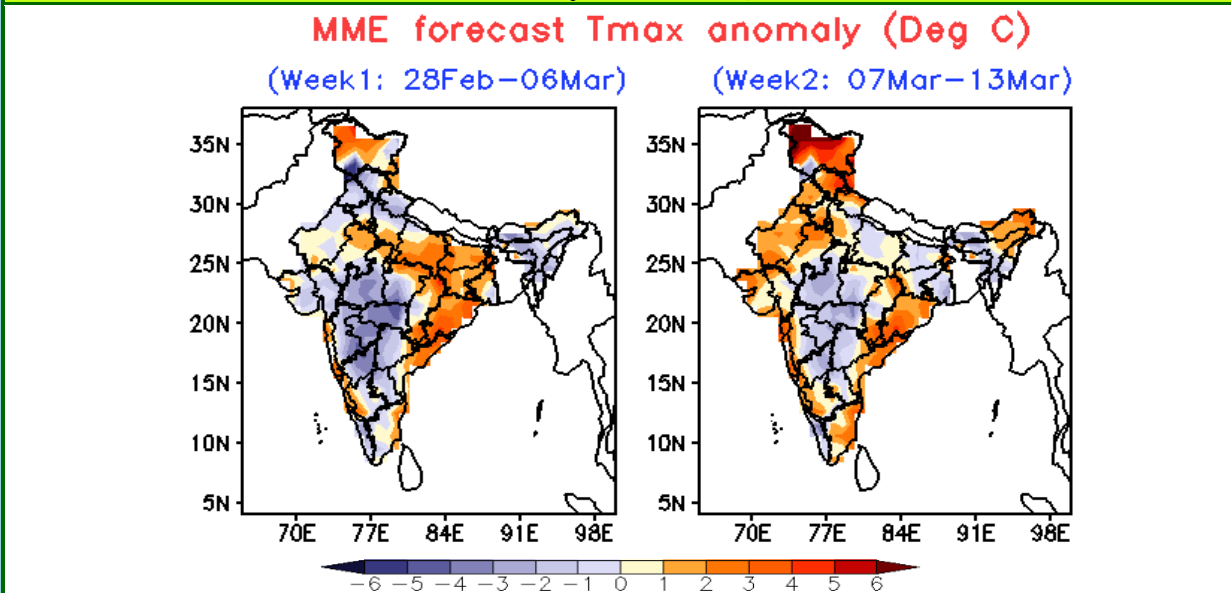 MME forecast Tmax anomaly (Deg C)
(Week1: 28Feb−06Mar)
(Week2: 07Mar−13Mar)
35N
30N
25N
20N
15N
10N
5N
70E 77E 84E 91E 98E
35N
30N
25N
20N
15N
10N
5N
70E 77E 84E 91E 98E
−6 −5 −4 −3 −2 −1 0 1 2 3 4 5 6